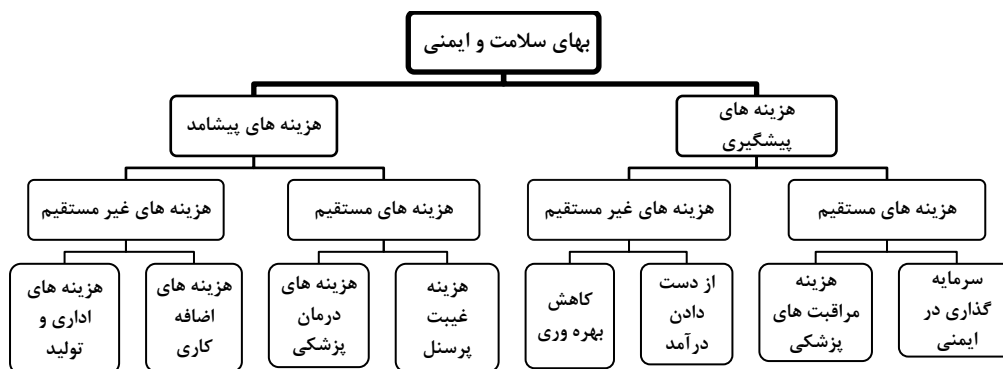 بهای سلامت و ایمنی
هزینه های
پیشگیری
هزینه های پیشامد
هزینه های مستقیم
هزینه های غیر مستقیم
هزینه های مستقیم
هزینه های غیر مستقیم
سرمایه
گذاری در
ایمنی
هزینه
مراقبت های
پزشکی
از دست
دادن
درآمد
کاهش
بهره وری
هزینه
غیبت
پرسنل
هزینه های
درمان
پزشکی
هزینه های
اضافه
کاری
هزینه های
اداری و
تولید